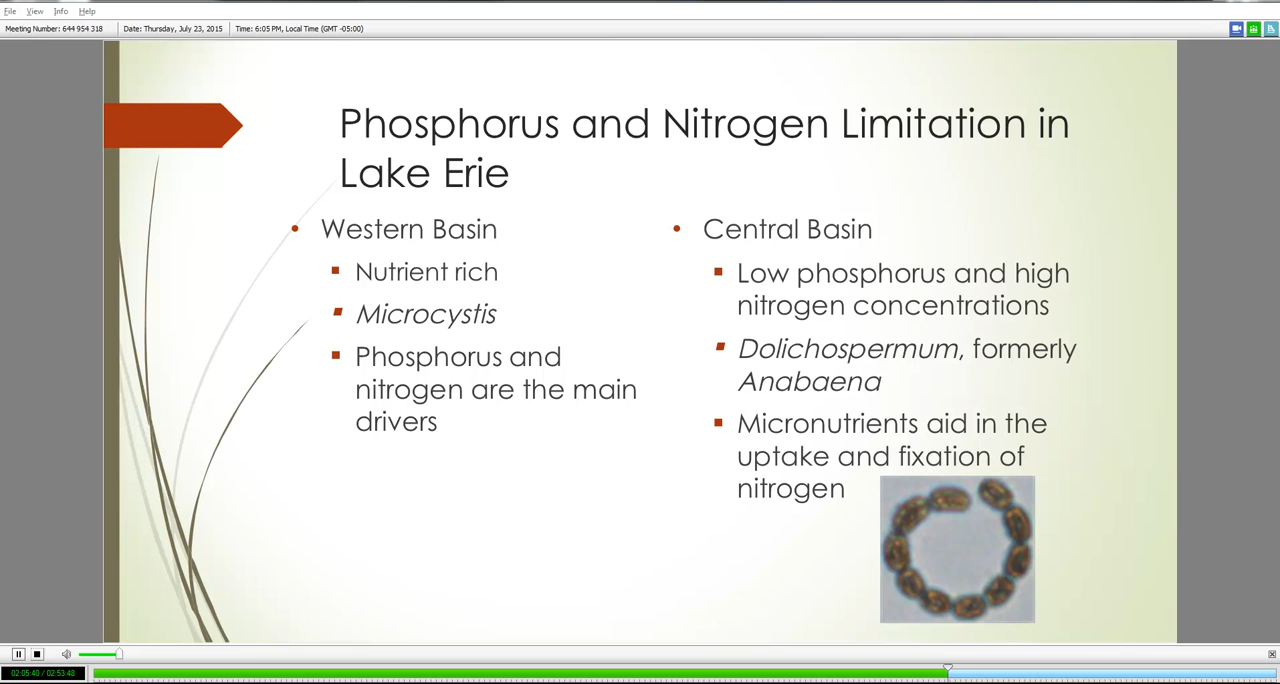 File View Info Help
Meeting Number: 644 954 318 Date: Thursday, July 23, 2015 Time: 6:05 PM, Local Time (GMT -05:00)
Phosphorus and Nitrogen Limitation in
Lake Erie
• Western Basin
▪ Nutrient rich
▪ Microcystis
▪ Phosphorus and
nitrogen are the main
drivers
• Central Basin
▪ Low phosphorus and high
nitrogen concentrations
▪ Dolichospermum, formerly
Anabaena
▪ Micronutrients aid in the
uptake and fixation of
nitrogen
02:05:40 / 02:53:48